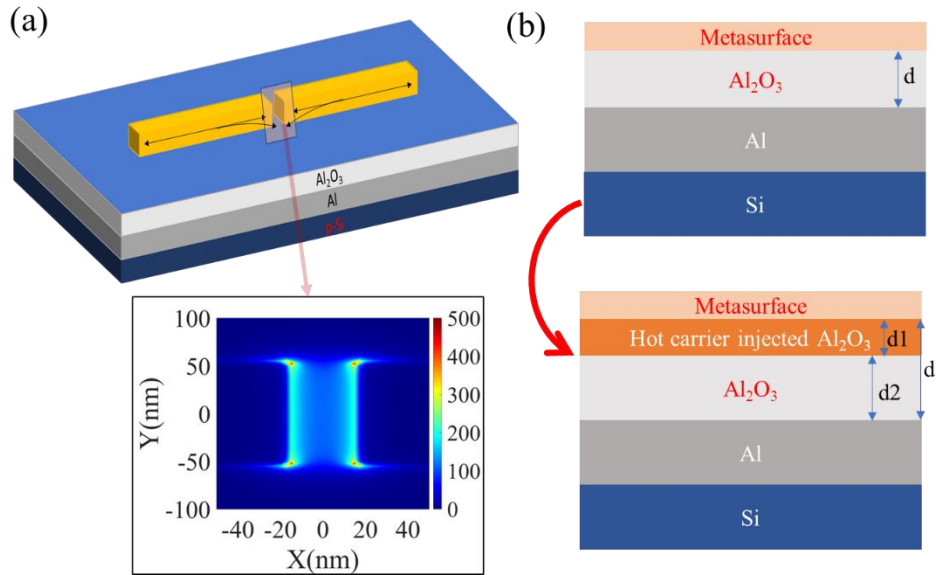 (a)
Al₂O₃
Al
p-Si
100
50
0
-50
-100
Y(nm)
-40
-20
0
20
40
X(nm)
500
400
300
200
100
0
(b)
Metasurface
Al₂O₃
d
Al
Si
Metasurface
Hot carrier injected Al₂O₃
d1
d
Al₂O₃
d2
Al
Si